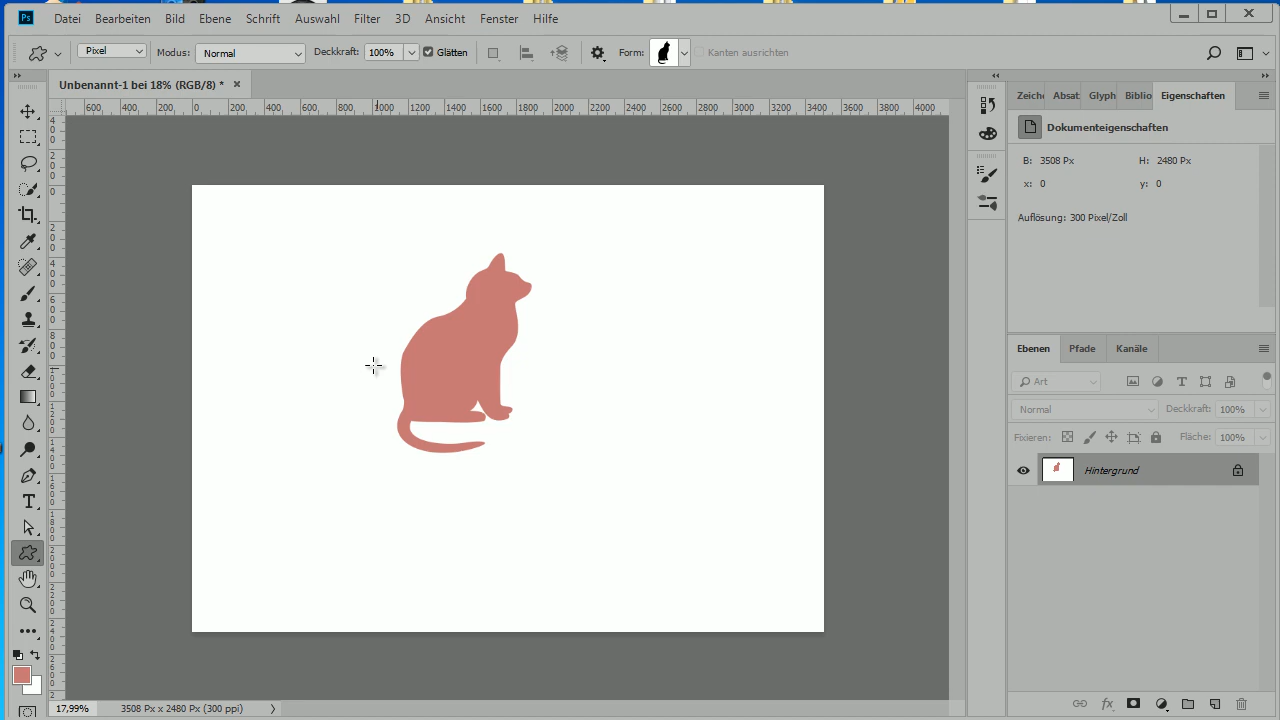 Ps Datei Bearbeiten Bild Ebene Schrift Auswahl Filter 3D Ansicht Fenster Hilfe
Pixel Modus: Normal Deckkraft: 100% Glätten Form: Kanten ausrichten
Unbenannt-1 bei 18% (RGB/8) *
600 400 200 0 200 400 600 800 1000 1200 1400 1600 1800 2000 2200 2400 2600 2800 3000 3200 3400 3600 3800 4000
Zeiche Absat Glyph Biblio Eigenschaften
Dokumenteigenschaften
B: 3508 Px H: 2480 Px
x: 0 y: 0
Auflösung: 300 Pixel/Zoll
Ebenen Pfade Kanäle
Art
Normal Deckkraft: 100%
Fixieren: Fläche: 100%
Hintergrund
fx
17,99% 3508 Px x 2480 Px (300 ppi)